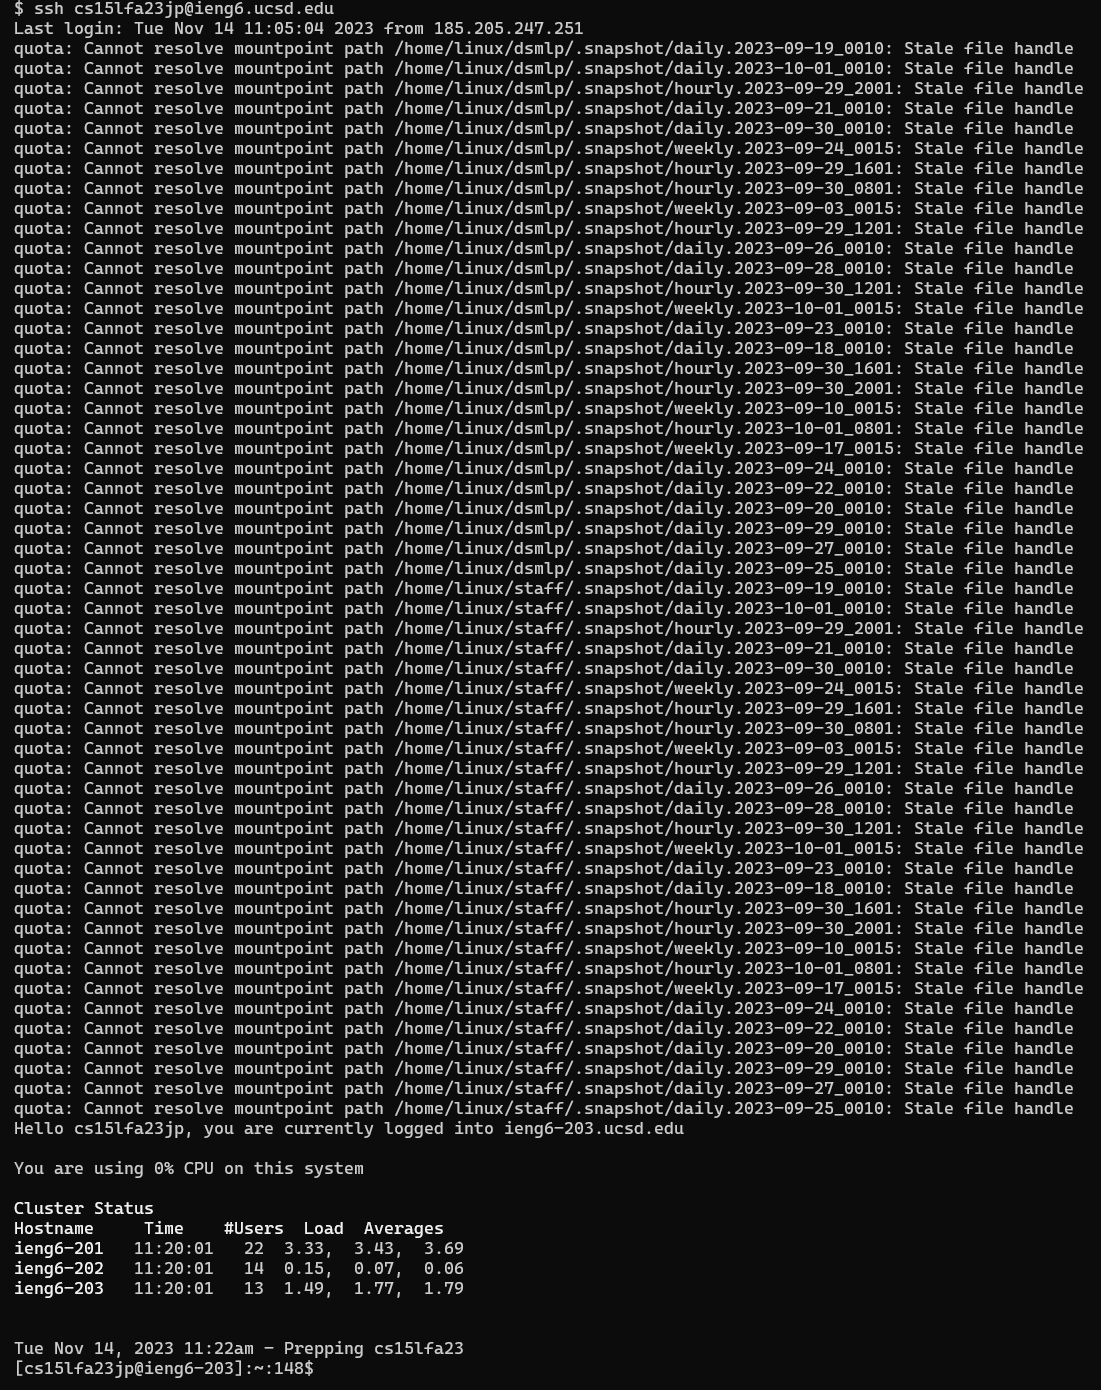 $ ssh cs15lfa23jp@ieng6.ucsd.edu
Last login: Tue Nov 14 11:05:04 2023 from 185.205.247.251
quota: Cannot resolve mountpoint path /home/linux/dsmlp/.snapshot/daily.2023-09-19_0010: Stale file handle
quota: Cannot resolve mountpoint path /home/linux/dsmlp/.snapshot/daily.2023-10-01_0010: Stale file handle
quota: Cannot resolve mountpoint path /home/linux/dsmlp/.snapshot/hourly.2023-09-29_2001: Stale file handle
quota: Cannot resolve mountpoint path /home/linux/dsmlp/.snapshot/daily.2023-09-21_0010: Stale file handle
quota: Cannot resolve mountpoint path /home/linux/dsmlp/.snapshot/daily.2023-09-30_0010: Stale file handle
quota: Cannot resolve mountpoint path /home/linux/dsmlp/.snapshot/weekly.2023-09-24_0015: Stale file handle
quota: Cannot resolve mountpoint path /home/linux/dsmlp/.snapshot/hourly.2023-09-29_1601: Stale file handle
quota: Cannot resolve mountpoint path /home/linux/dsmlp/.snapshot/hourly.2023-09-30_0801: Stale file handle
quota: Cannot resolve mountpoint path /home/linux/dsmlp/.snapshot/weekly.2023-09-03_0015: Stale file handle
quota: Cannot resolve mountpoint path /home/linux/dsmlp/.snapshot/hourly.2023-09-29_1201: Stale file handle
quota: Cannot resolve mountpoint path /home/linux/dsmlp/.snapshot/daily.2023-09-26_0010: Stale file handle
quota: Cannot resolve mountpoint path /home/linux/dsmlp/.snapshot/daily.2023-09-28_0010: Stale file handle
quota: Cannot resolve mountpoint path /home/linux/dsmlp/.snapshot/hourly.2023-09-30_1201: Stale file handle
quota: Cannot resolve mountpoint path /home/linux/dsmlp/.snapshot/weekly.2023-10-01_0015: Stale file handle
quota: Cannot resolve mountpoint path /home/linux/dsmlp/.snapshot/daily.2023-09-23_0010: Stale file handle
quota: Cannot resolve mountpoint path /home/linux/dsmlp/.snapshot/daily.2023-09-18_0010: Stale file handle
quota: Cannot resolve mountpoint path /home/linux/dsmlp/.snapshot/hourly.2023-09-30_1601: Stale file handle
quota: Cannot resolve mountpoint path /home/linux/dsmlp/.snapshot/hourly.2023-09-30_2001: Stale file handle
quota: Cannot resolve mountpoint path /home/linux/dsmlp/.snapshot/weekly.2023-09-10_0015: Stale file handle
quota: Cannot resolve mountpoint path /home/linux/dsmlp/.snapshot/hourly.2023-10-01_0801: Stale file handle
quota: Cannot resolve mountpoint path /home/linux/dsmlp/.snapshot/weekly.2023-09-17_0015: Stale file handle
quota: Cannot resolve mountpoint path /home/linux/dsmlp/.snapshot/daily.2023-09-24_0010: Stale file handle
quota: Cannot resolve mountpoint path /home/linux/dsmlp/.snapshot/daily.2023-09-22_0010: Stale file handle
quota: Cannot resolve mountpoint path /home/linux/dsmlp/.snapshot/daily.2023-09-20_0010: Stale file handle
quota: Cannot resolve mountpoint path /home/linux/dsmlp/.snapshot/daily.2023-09-29_0010: Stale file handle
quota: Cannot resolve mountpoint path /home/linux/dsmlp/.snapshot/daily.2023-09-27_0010: Stale file handle
quota: Cannot resolve mountpoint path /home/linux/dsmlp/.snapshot/daily.2023-09-25_0010: Stale file handle
quota: Cannot resolve mountpoint path /home/linux/staff/.snapshot/daily.2023-09-19_0010: Stale file handle
quota: Cannot resolve mountpoint path /home/linux/staff/.snapshot/daily.2023-10-01_0010: Stale file handle
quota: Cannot resolve mountpoint path /home/linux/staff/.snapshot/hourly.2023-09-29_2001: Stale file handle
quota: Cannot resolve mountpoint path /home/linux/staff/.snapshot/daily.2023-09-21_0010: Stale file handle
quota: Cannot resolve mountpoint path /home/linux/staff/.snapshot/daily.2023-09-30_0010: Stale file handle
quota: Cannot resolve mountpoint path /home/linux/staff/.snapshot/weekly.2023-09-24_0015: Stale file handle
quota: Cannot resolve mountpoint path /home/linux/staff/.snapshot/hourly.2023-09-29_1601: Stale file handle
quota: Cannot resolve mountpoint path /home/linux/staff/.snapshot/hourly.2023-09-30_0801: Stale file handle
quota: Cannot resolve mountpoint path /home/linux/staff/.snapshot/weekly.2023-09-03_0015: Stale file handle
quota: Cannot resolve mountpoint path /home/linux/staff/.snapshot/hourly.2023-09-29_1201: Stale file handle
quota: Cannot resolve mountpoint path /home/linux/staff/.snapshot/daily.2023-09-26_0010: Stale file handle
quota: Cannot resolve mountpoint path /home/linux/staff/.snapshot/daily.2023-09-28_0010: Stale file handle
quota: Cannot resolve mountpoint path /home/linux/staff/.snapshot/hourly.2023-09-30_1201: Stale file handle
quota: Cannot resolve mountpoint path /home/linux/staff/.snapshot/weekly.2023-10-01_0015: Stale file handle
quota: Cannot resolve mountpoint path /home/linux/staff/.snapshot/daily.2023-09-23_0010: Stale file handle
quota: Cannot resolve mountpoint path /home/linux/staff/.snapshot/daily.2023-09-18_0010: Stale file handle
quota: Cannot resolve mountpoint path /home/linux/staff/.snapshot/hourly.2023-09-30_1601: Stale file handle
quota: Cannot resolve mountpoint path /home/linux/staff/.snapshot/hourly.2023-09-30_2001: Stale file handle
quota: Cannot resolve mountpoint path /home/linux/staff/.snapshot/weekly.2023-09-10_0015: Stale file handle
quota: Cannot resolve mountpoint path /home/linux/staff/.snapshot/hourly.2023-10-01_0801: Stale file handle
quota: Cannot resolve mountpoint path /home/linux/staff/.snapshot/weekly.2023-09-17_0015: Stale file handle
quota: Cannot resolve mountpoint path /home/linux/staff/.snapshot/daily.2023-09-24_0010: Stale file handle
quota: Cannot resolve mountpoint path /home/linux/staff/.snapshot/daily.2023-09-22_0010: Stale file handle
quota: Cannot resolve mountpoint path /home/linux/staff/.snapshot/daily.2023-09-20_0010: Stale file handle
quota: Cannot resolve mountpoint path /home/linux/staff/.snapshot/daily.2023-09-29_0010: Stale file handle
quota: Cannot resolve mountpoint path /home/linux/staff/.snapshot/daily.2023-09-27_0010: Stale file handle
quota: Cannot resolve mountpoint path /home/linux/staff/.snapshot/daily.2023-09-25_0010: Stale file handle
Hello cs15lfa23jp, you are currently logged into ieng6-203.ucsd.edu
You are using 0% CPU on this system
Cluster Status
Hostname     Time    #Users  Load  Averages
ieng6-201   11:20:01   22  3.33,  3.43,  3.69
ieng6-202   11:20:01   14  0.15,  0.07,  0.06
ieng6-203   11:20:01   13  1.49,  1.77,  1.79
Tue Nov 14, 2023 11:22am - Prepping cs15lfa23
[cs15lfa23jp@ieng6-203]:~:148$